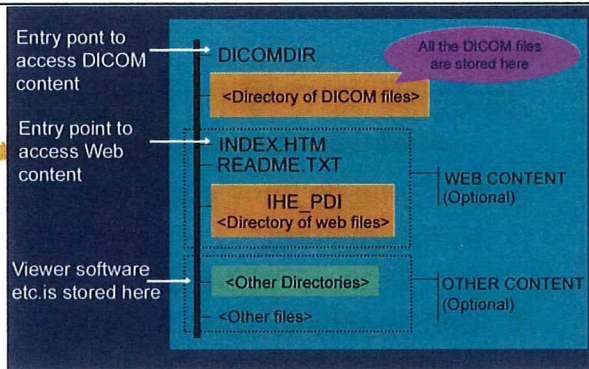 Entry pont to
access DICOM
content
DICOMDIR
All the DICOM files
are stored here
<Directory of DICOM files>
Entry point to
access Web
content
INDEX.HTM
README.TXT
IHE_PDI
<Directory of web files>
WEB CONTENT
(Optional)
Viewer software
etc.is stored here
<Other Directories>
<Other files>
OTHER CONTENT
(Optional)